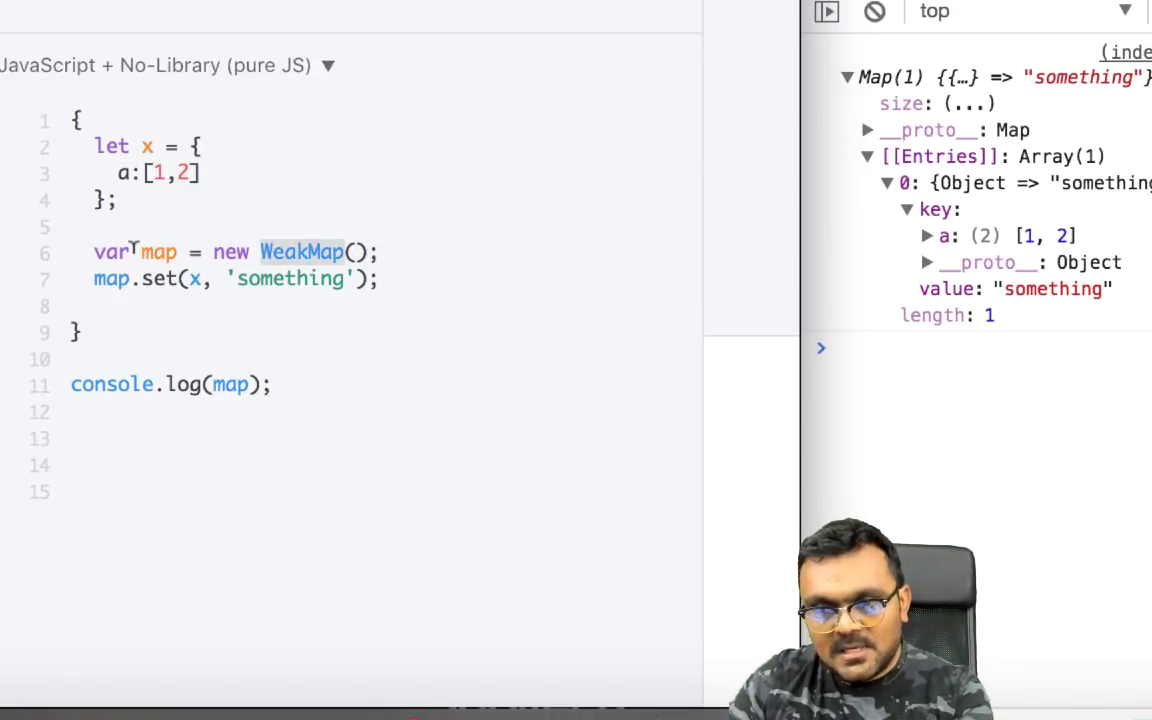 JavaScript + No-Library (pure JS) ▼
1 {
2 let x = {
3 a:[1,2]
4 };
5
6 var map = new WeakMap();
7 map.set(x, 'something');
8
9 }
10
11 console.log(map);
12
13
14
15
top ▼
(inde
▼Map(1) {{…} => "something"}
size: (...)
▶__proto__: Map
▼[[Entries]]: Array(1)
▼0: {Object => "something
▼key:
▶a: (2) [1, 2]
▶__proto__: Object
value: "something"
length: 1
>